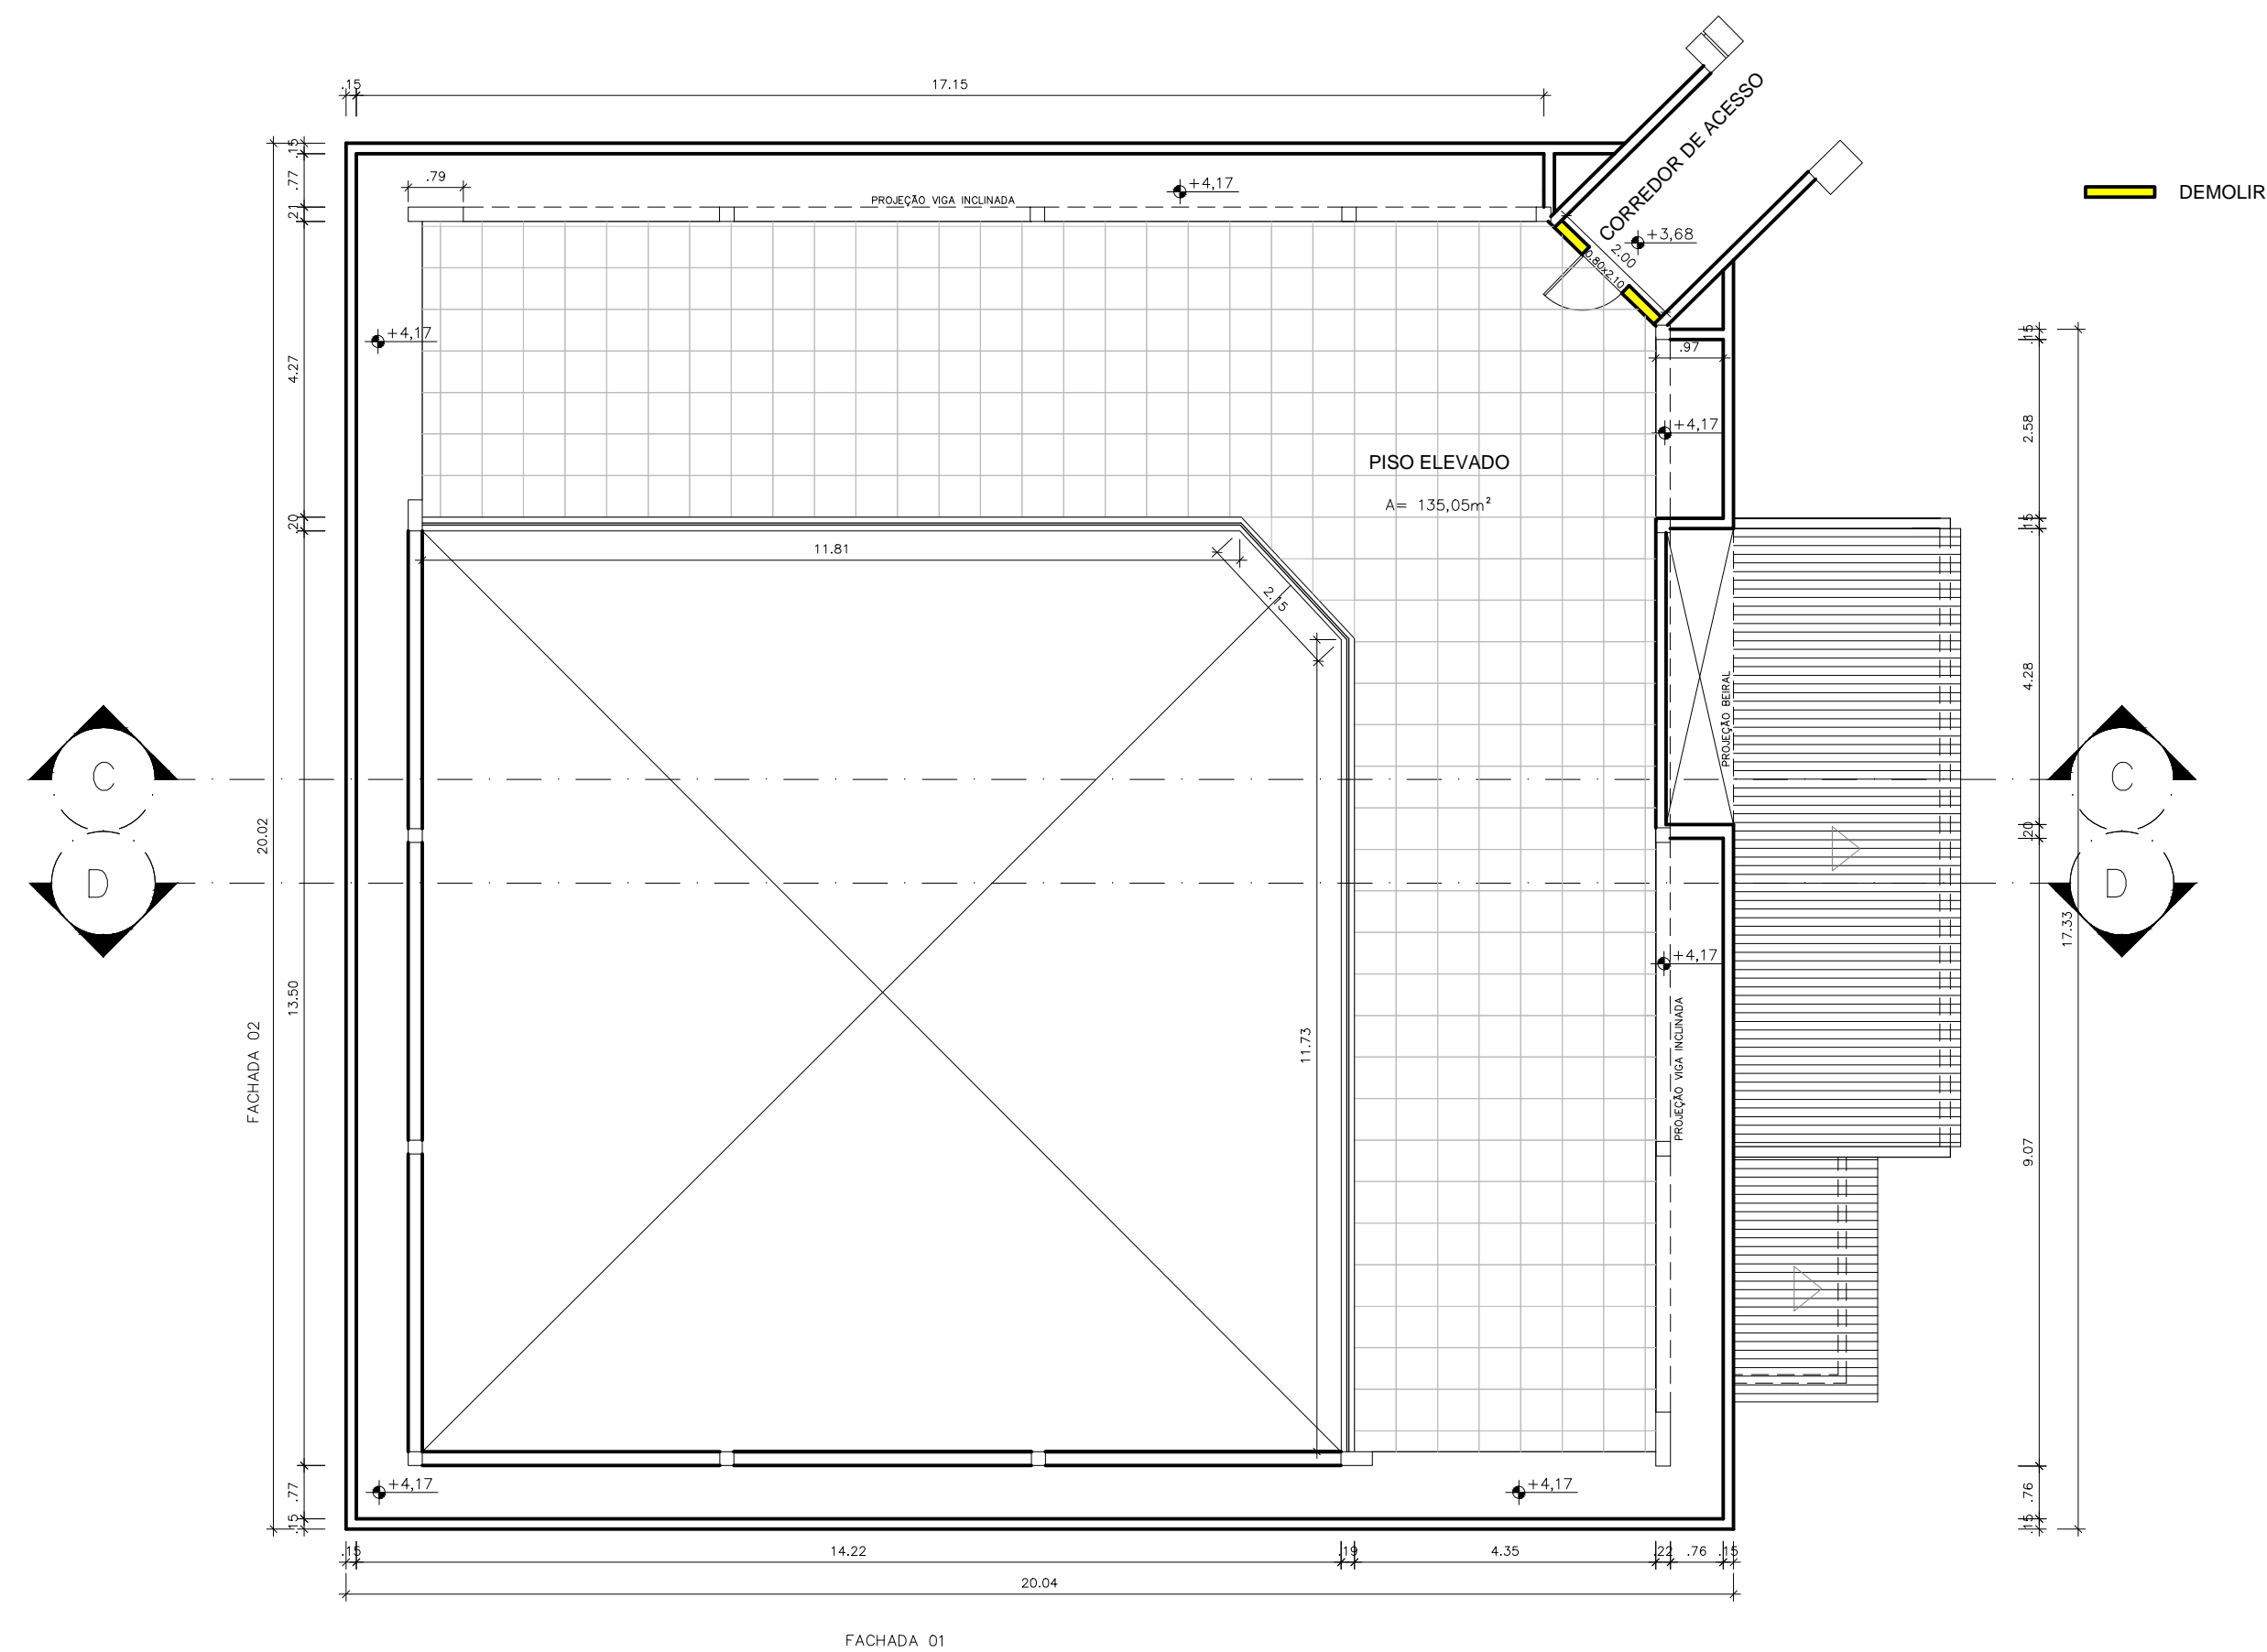 .15
17.15
CORREDOR DE ACESSO
DEMOLIR
.15
.77
.21
4.27
.20
13.50
.77
.15
20.02
FACHADA 02
.79
PROJEÇÃO VIGA INCLINADA
+4,17
+3,68
2.00
0.80x2.10
+4,17
.97
+4,17
PISO ELEVADO
A= 135,05m²
11.81
2.15
11.73
PROJEÇÃO BEIRAL
C
C
D
D
+4,17
PROJEÇÃO VIGA INCLINADA
.15
2.58
.15
4.28
.20
17.33
9.07
.76
.15
+4,17
+4,17
.15
14.22
.19
4.35
.22
.76
.15
20.04
FACHADA 01